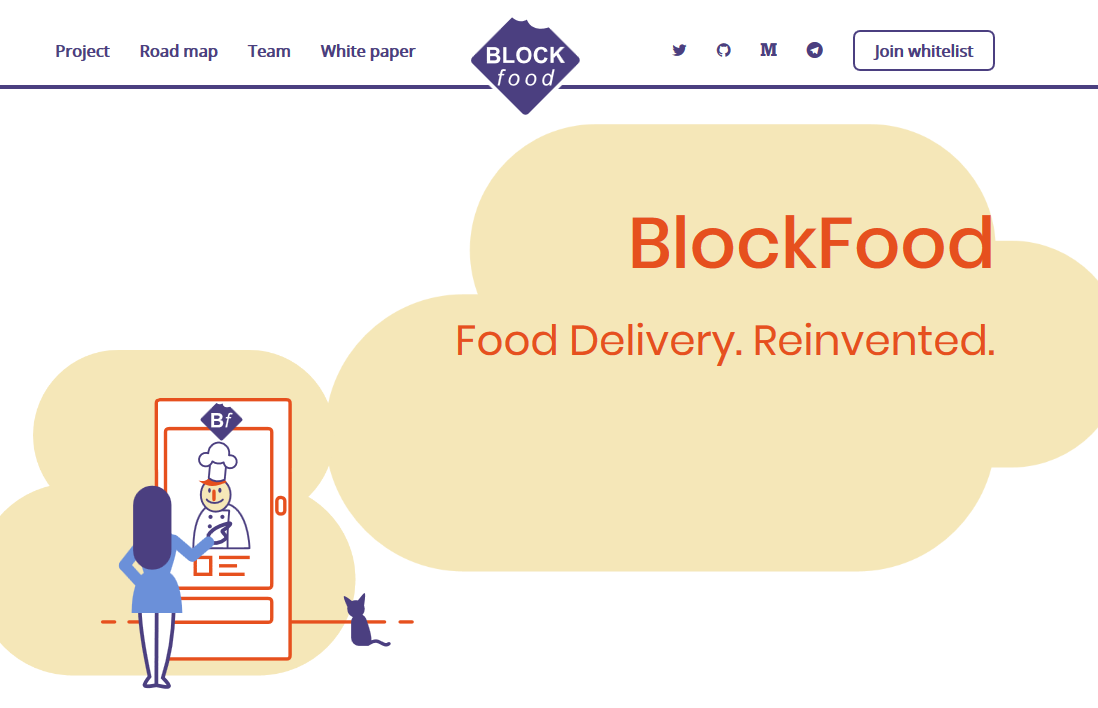 Project
Road map
Team
White paper
BLOCK
food
Join whitelist
BlockFood
Food Delivery. Reinvented.
Bf